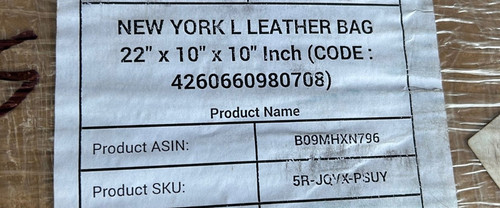 NEW YORK L LEATHER BAG
22" x 10" x 10" Inch (CODE :
4260660980708)
Product Name
Product ASIN: B09MHXN796
Product SKU: 5R-JQVX-PSUY